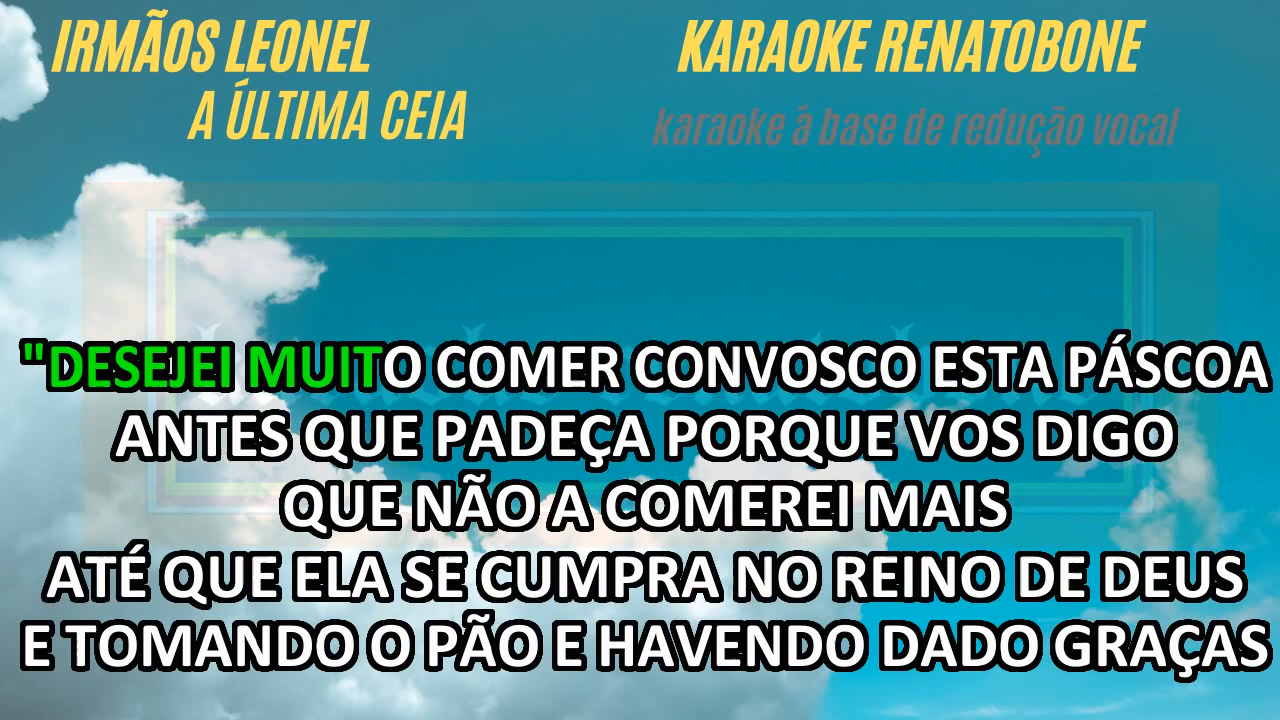 IRMÃOS LEONEL
A ÚLTIMA CEIA
KARAOKE RENATOBONE
karaoke á base de redução vocal
"DESEJEI MUITO COMER CONVOSCO ESTA PÁSCOA
ANTES QUE PADEÇA PORQUE VOS DIGO
QUE NÃO A COMEREI MAIS
ATÉ QUE ELA SE CUMPRA NO REINO DE DEUS
E TOMANDO O PÃO E HAVENDO DADO GRAÇAS